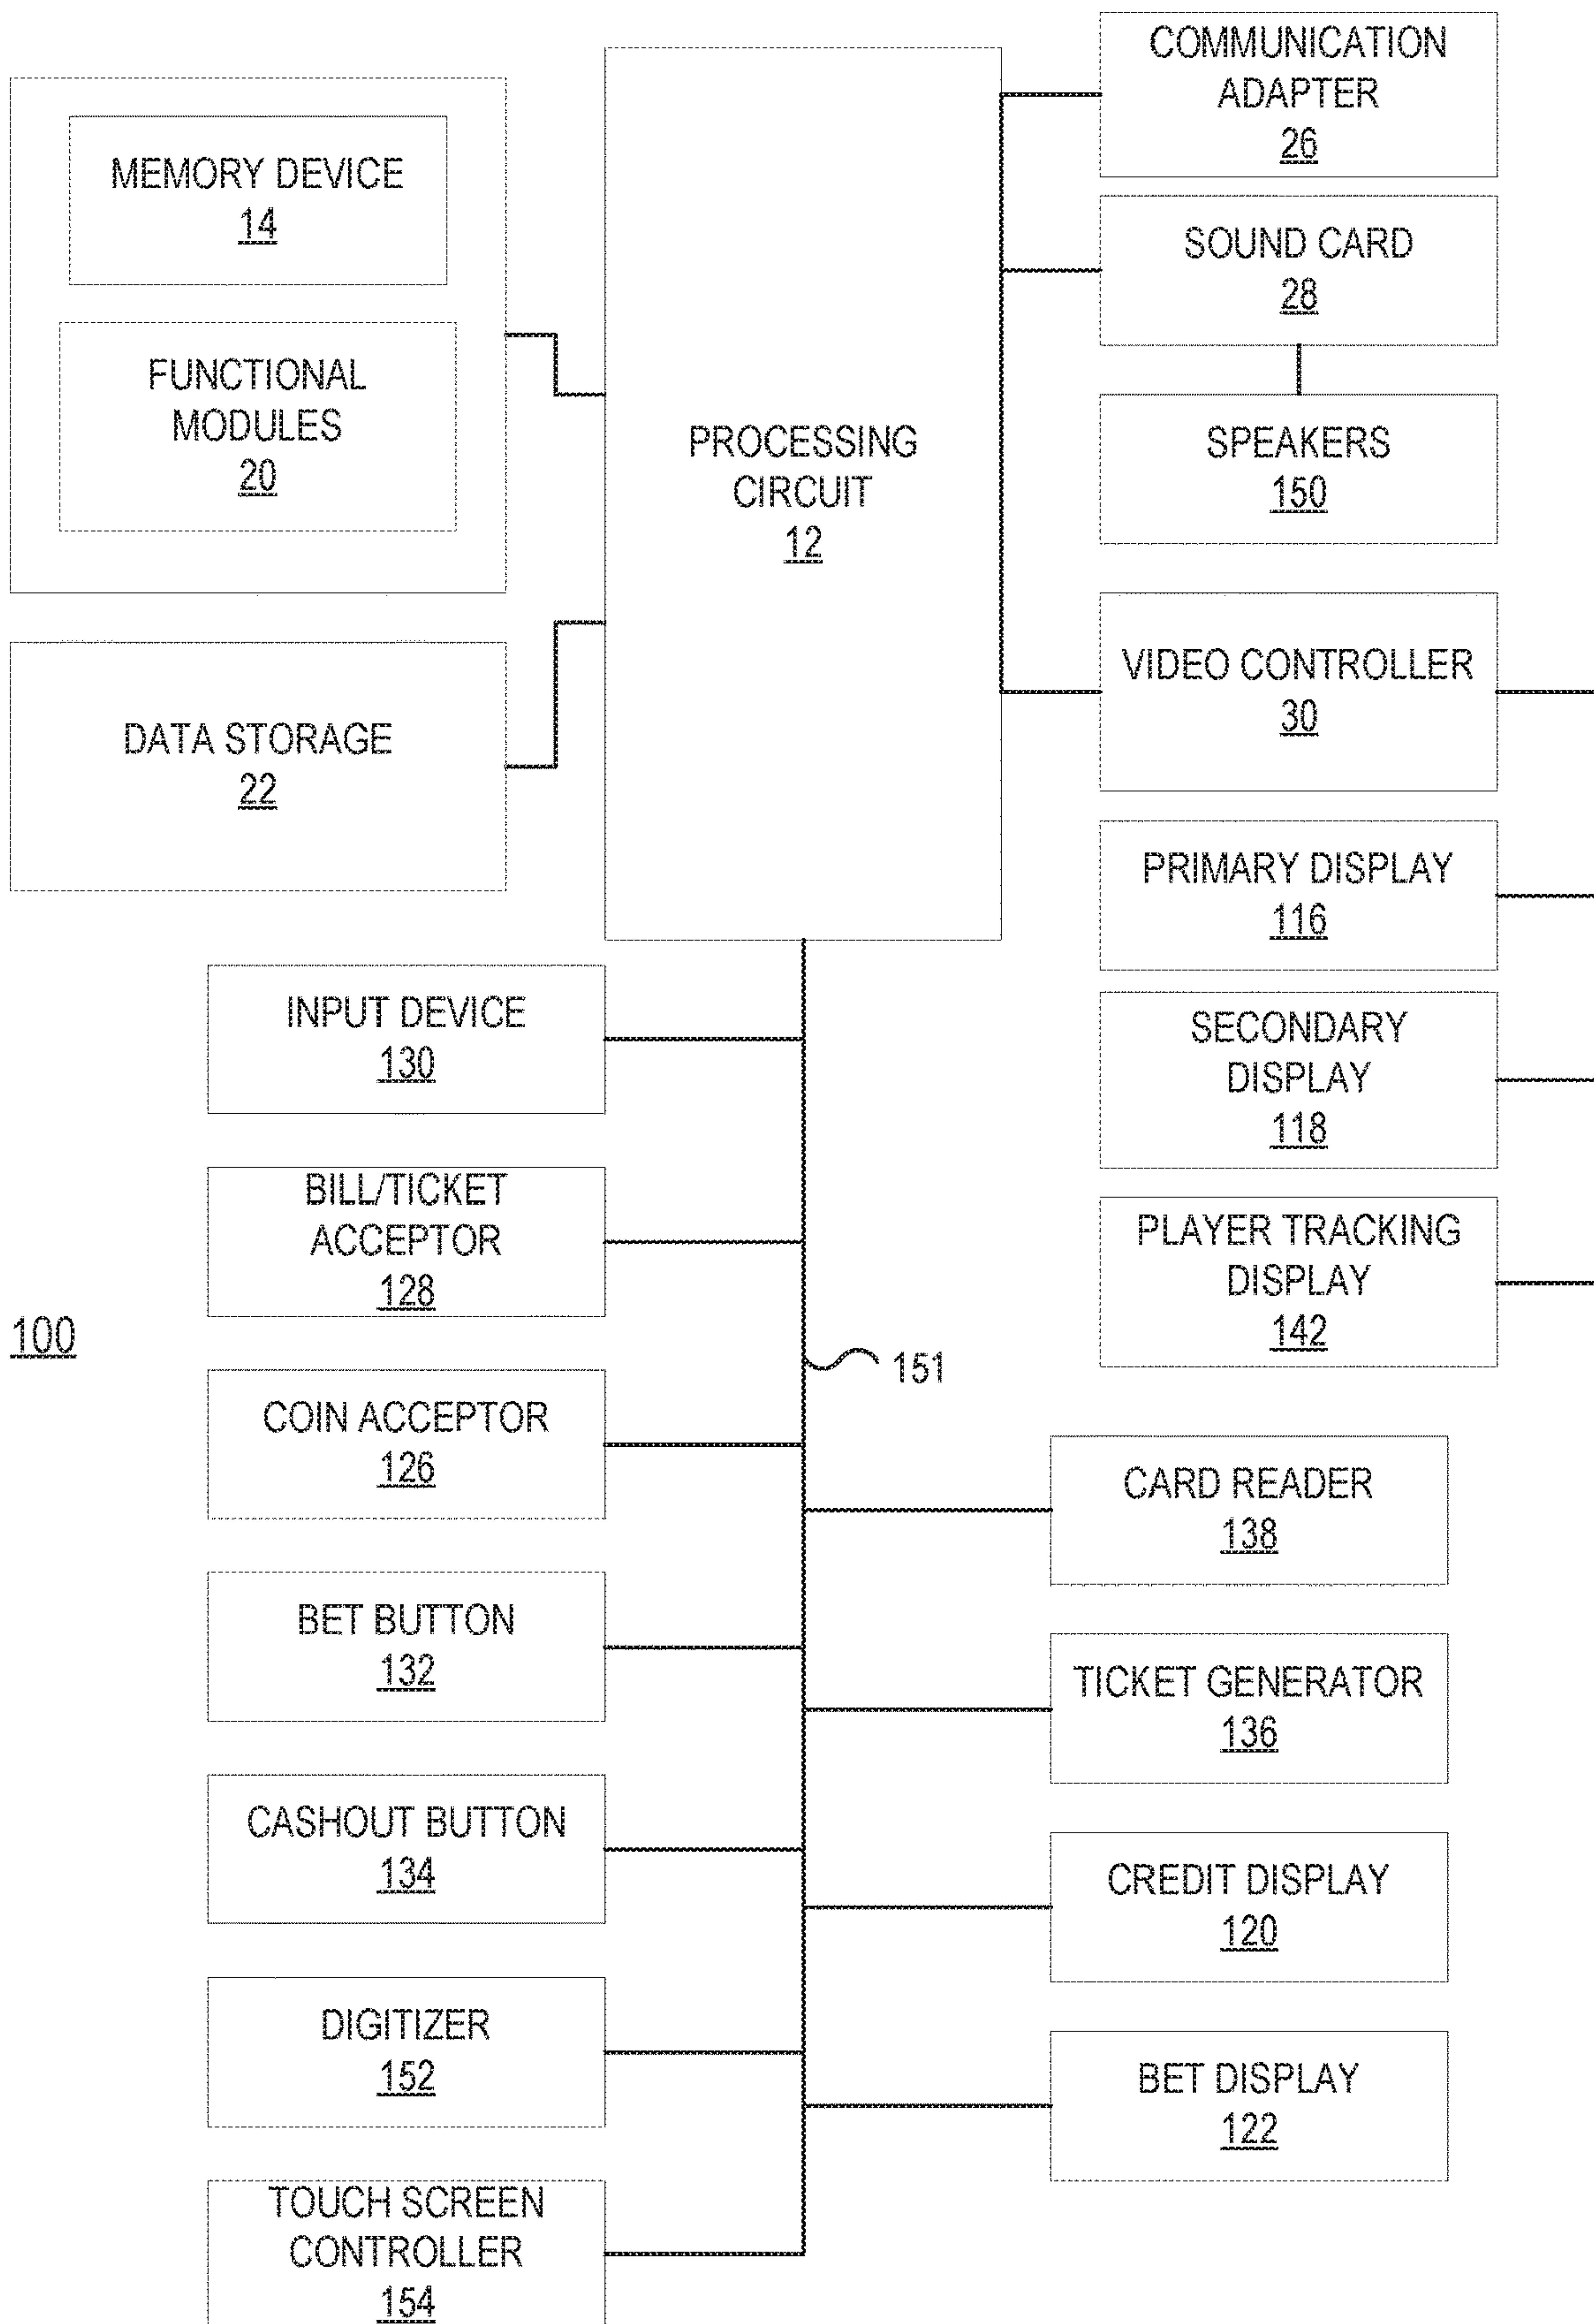 MEMORY DEVICE
14
FUNCTIONAL
MODULES
20
DATA STORAGE
22
PROCESSING
CIRCUIT
12
COMMUNICATION
ADAPTER
26
SOUND CARD
28
SPEAKERS
150
VIDEO CONTROLLER
30
PRIMARY DISPLAY
116
SECONDARY
DISPLAY
118
PLAYER TRACKING
DISPLAY
142
INPUT DEVICE
130
BILL/TICKET
ACCEPTOR
128
100
151
COIN ACCEPTOR
126
BET BUTTON
132
CASHOUT BUTTON
134
DIGITIZER
152
TOUCH SCREEN
CONTROLLER
154
CARD READER
138
TICKET GENERATOR
136
CREDIT DISPLAY
120
BET DISPLAY
122